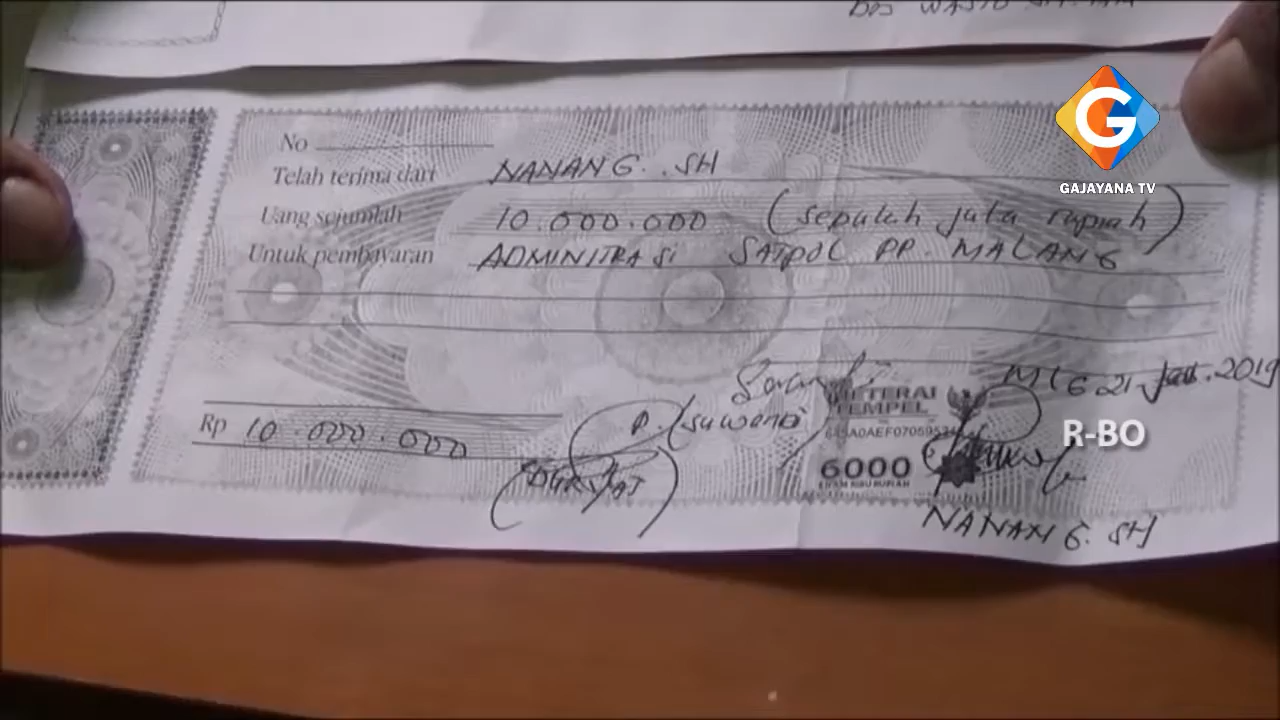 G
GAJAYANA TV
No
Telah terima dari NANANG. SH
Uang sejumlah 10.000.000 (sepuluh juta rupiah)
Untuk pembayaran ADMINITRASI SATPOL PP. MALANG
MLG 21 2019
METERAI
TEMPEL
6000
ENAM RIBU RUPIAH
R-BO
Rp 10.000.000
P. (suwandi
NANANG. SH